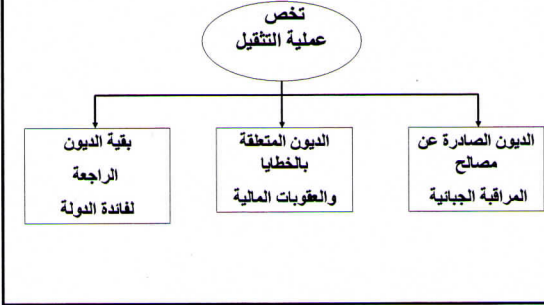 تخص
عملية التثقيل
الديون الصادرة عن
مصالح
المراقبة الجبائية
الديون المتعلقة
بالخطايا
والعقوبات المالية
بقية الديون
الراجعة
لفائدة الدولة